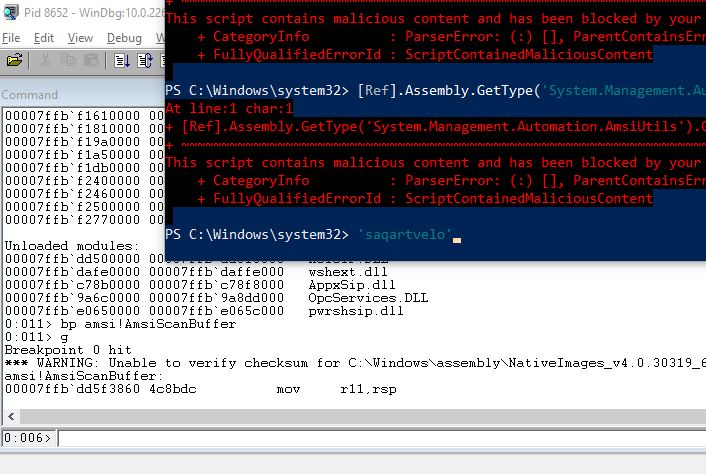 Pid 8652 - WinDbg:10.0.226
File Edit View Debug
Command
00007ffb`f1610000 00
00007ffb`f1810000 00
00007ffb`f19a0000 00
00007ffb`f1a50000 00
00007ffb`f1db0000 00
00007ffb`f2400000 00
00007ffb`f2460000 00
00007ffb`f2500000 00
00007ffb`f2770000 00
Unloaded modules:
00007ffb`dd500000
00007ffb`dafe0000 00007ffb`daffe000 wshext.dll
00007ffb`c78b0000 00007ffb`c78f8000 AppxSip.dll
00007ffb`9a6c0000 00007ffb`9a8dd000 OpcServices.DLL
00007ffb`e0650000 00007ffb`e065c000 pwrshsip.dll
0:011> bp amsi!AmsiScanBuffer
0:011> g
Breakpoint 0 hit
*** WARNING: Unable to verify checksum for C:\Windows\assembly\NativeImages_v4.0.30319_6
amsi!AmsiScanBuffer:
00007ffb`dd5f3860 4c8bdc mov r11,rsp
0:006>
This script contains malicious content and has been blocked by your
+ CategoryInfo : ParserError: (:) [], ParentContainsErr
+ FullyQualifiedErrorId : ScriptContainedMaliciousContent
PS C:\Windows\system32> [Ref].Assembly.GetType('System.Management.Au
At line:1 char:1
+ [Ref].Assembly.GetType('System.Management.Automation.AmsiUtils').G
+ ~~~~~~~~~~~~~~~~~~~~~~~~~~~~~~~~~~~~~~~~~~~~~~~~~~~~~~~~~~~~~~~~~~
This script contains malicious content and has been blocked by your
+ CategoryInfo : ParserError: (:) [], ParentContainsErr
+ FullyQualifiedErrorId : ScriptContainedMaliciousContent
PS C:\Windows\system32> 'saqartvelo'